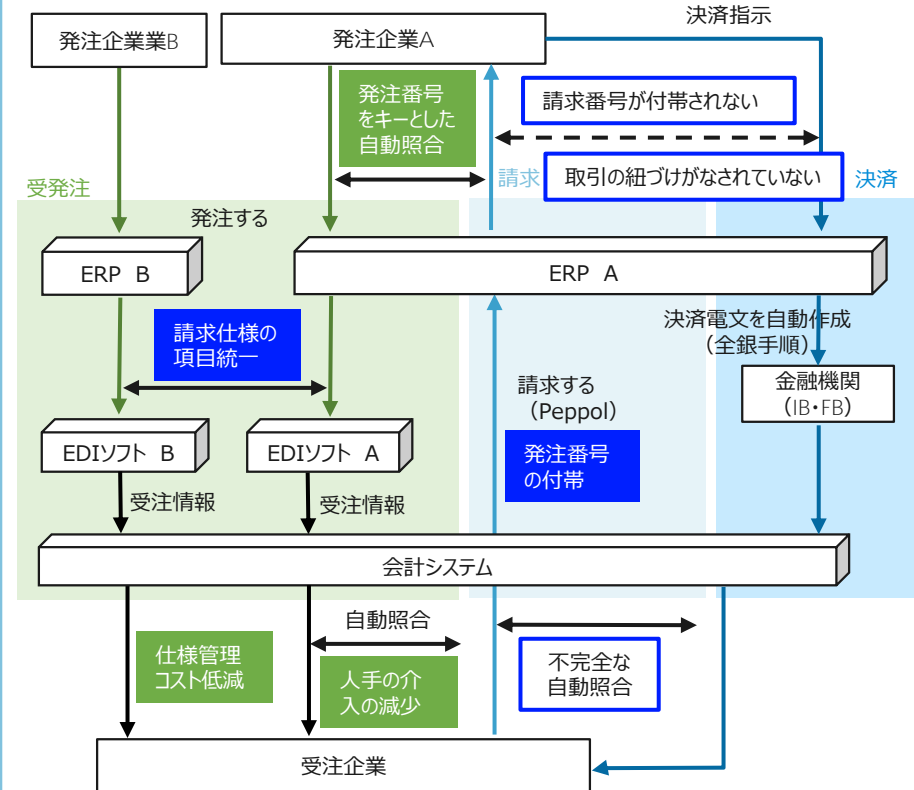 決済指示
発注企業業B
発注企業A
発注番号
をキーとした
自動照合
請求番号が付帯されない
受発注
請求
取引の紐づけがなされていない
決済
発注する
ERP B
ERP A
請求仕様の
項目統一
決済電文を自動作成
(全銀手順)
請求する
(Peppol)
金融機関
(IB・FB)
発注番号
の付帯
EDIソフト B
EDIソフト A
受注情報
受注情報
会計システム
自動照合
仕様管理
コスト低減
人手の介
入の減少
不完全な
自動照合
受注企業